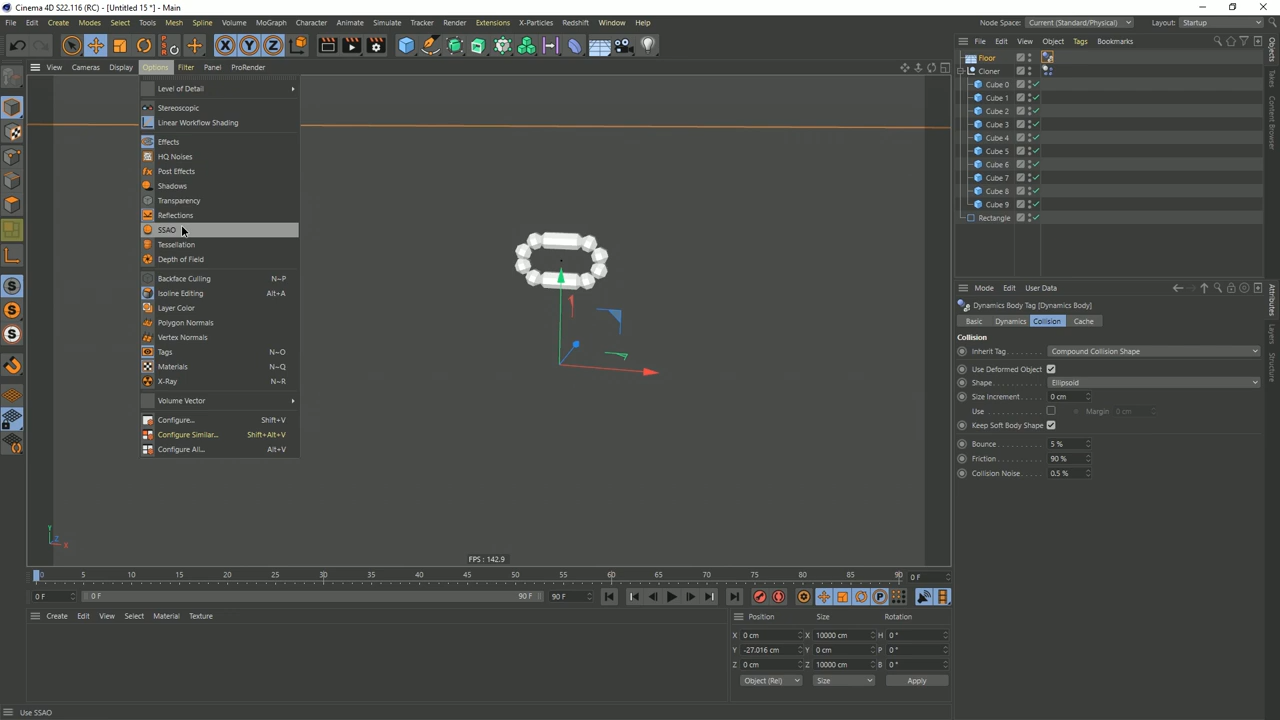 Cinema 4D S22.116 (RC) - [Untitled 15 *] - Main
File Edit Create Modes Select Tools Mesh Spline Volume MoGraph Character Animate Simulate Tracker Render Extensions X-Particles Redshift Window Help
Node Space: Current (Standard/Physical) Layout: Startup
View Cameras Display Options Filter Panel ProRender
File Edit View Object Tags Bookmarks
Level of Detail
Stereoscopic
Linear Workflow Shading
Effects
HQ Noises
Post Effects
Shadows
Transparency
Reflections
SSAO
Tessellation
Depth of Field
Backface Culling N~P
Isoline Editing Alt+A
Layer Color
Polygon Normals
Vertex Normals
Tags N~O
Materials N~Q
X-Ray N~R
Volume Vector
Configure... Shift+V
Configure Similar... Shift+Alt+V
Configure All... Alt+V
Floor
Cloner
Cube 0
Cube 1
Cube 2
Cube 3
Cube 4
Cube 5
Cube 6
Cube 7
Cube 8
Cube 9
Rectangle
Objects
Takes
Content Browser
Attributes
Layers
Structure
Mode Edit User Data
Dynamics Body Tag [Dynamics Body]
Basic Dynamics Collision Cache
Collision
Inherit Tag Compound Collision Shape
Use Deformed Object
Shape Ellipsoid
Size Increment 0 cm
Use Margin 0 cm
Keep Soft Body Shape
Bounce 5 %
Friction 90 %
Collision Noise 0.5 %
Y
Z
X
FPS : 142.9
0 5 10 15 20 25 30 35 40 45 50 55 60 65 70 75 80 85 90 0 F
0 F 0 F 90 F 90 F
Create Edit View Select Material Texture
Position Size Rotation
X 0 cm X 10000 cm H 0 °
Y -27.016 cm Y 0 cm P 0 °
Z 0 cm Z 10000 cm B 0 °
Object (Rel) Size Apply
Use SSAO